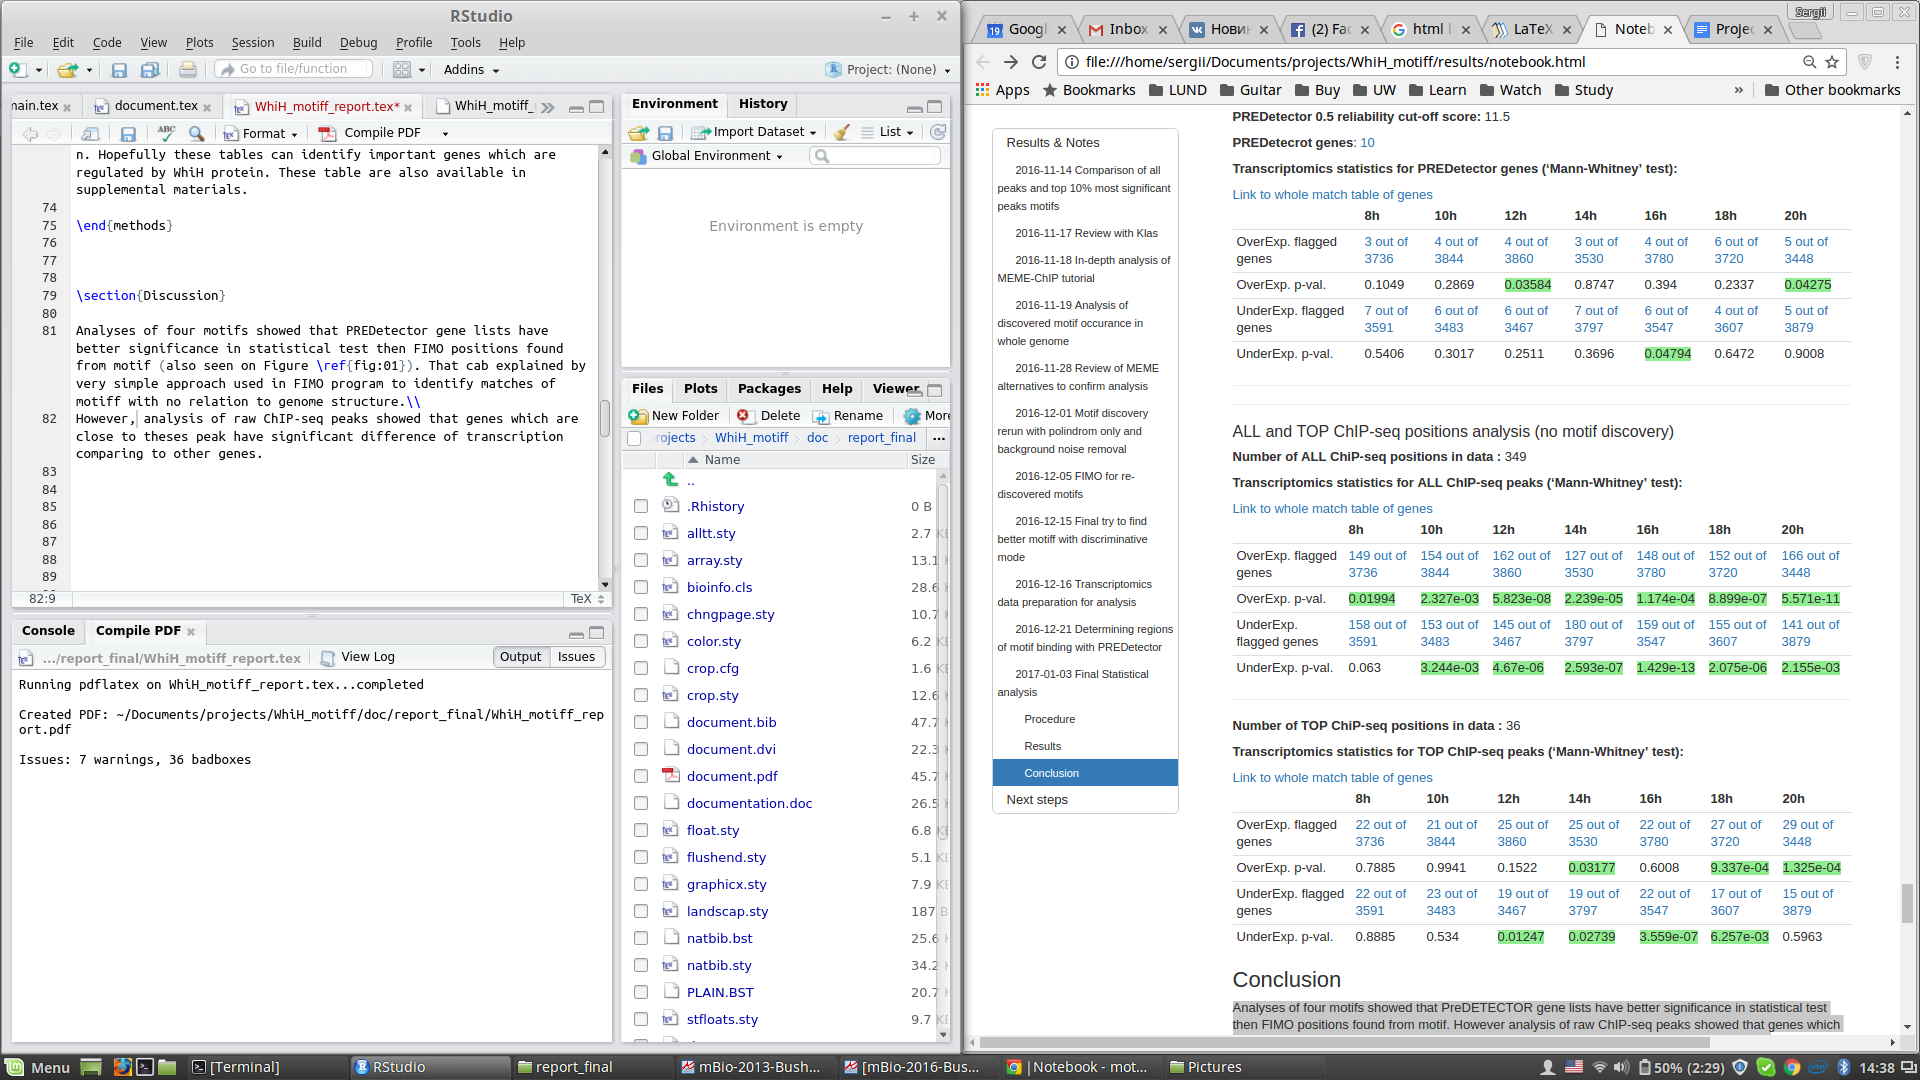 RStudio
File Edit Code View Plots Session Build Debug Profile Tools Help
Go to file/function Addins Project: (None)
main.tex document.tex WhiH_motiff_report.tex* WhiH_motiff_
Format Compile PDF
n. Hopefully these tables can identify important genes which are
regulated by WhiH protein. These table are also available in
supplemental materials.
74
75 \end{methods}
76
77
78
79 \section{Discussion}
80
81 Analyses of four motifs showed that PREDetector gene lists have
better significance in statistical test then FIMO positions found
from motif (also seen on Figure \ref{fig:01}). That cab explained by
very simple approach used in FIMO program to identify matches of
motiff with no relation to genome structure.\\
82 However, analysis of raw ChIP-seq peaks showed that genes which are
close to theses peak have significant difference of transcription
comparing to other genes.
83
84
85
86
87
88
89
82:9 TeX
Console Compile PDF
.../report_final/WhiH_motiff_report.tex View Log Output Issues
Running pdflatex on WhiH_motiff_report.tex...completed
Created PDF: ~/Documents/projects/WhiH_motiff/doc/report_final/WhiH_motiff_rep
ort.pdf
Issues: 7 warnings, 36 badboxes
Environment History
Import Dataset List
Global Environment
Environment is empty
Files Plots Packages Help Viewer
New Folder Delete Rename More
rojects WhiH_motiff doc report_final ...
Name Size
..
.Rhistory 0 B
alltt.sty 2.7 KB
array.sty 13.1
bioinfo.cls 28.6
chngpage.sty 10.7
color.sty 6.2 KB
crop.cfg 1.6 KB
crop.sty 12.6
document.bib 47.7
document.dvi 22.3
document.pdf 45.7
documentation.doc 26.5
float.sty 6.8 KB
flushend.sty 5.1 KB
graphicx.sty 7.9 KB
landscap.sty 187 B
natbib.bst 25.6
natbib.sty 34.2
PLAIN.BST 20.7
stfloats.sty 9.7 KB
Sergii
Googl Inbox Новин (2) Fac html l LaTeX Noteb Projec
file:///home/sergii/Documents/projects/WhiH_motiff/results/notebook.html
Apps Bookmarks LUND Guitar Buy UW Learn Watch Study » Other bookmarks
Results & Notes
2016-11-14 Comparison of all
peaks and top 10% most significant
peaks motifs
2016-11-17 Review with Klas
2016-11-18 In-depth analysis of
MEME-ChIP tutorial
2016-11-19 Analysis of
discovered motif occurance in
whole genome
2016-11-28 Review of MEME
alternatives to confirm analysis
2016-12-01 Motif discovery
rerun with polindrom only and
background noise removal
2016-12-05 FIMO for re-
discovered motifs
2016-12-15 Final try to find
better motiff with discriminative
mode
2016-12-16 Transcriptomics
data preparation for analysis
2016-12-21 Determining regions
of motif binding with PREDetector
2017-01-03 Final Statistical
analysis
Procedure
Results
Conclusion
Next steps
PREDetector 0.5 reliability cut-off score: 11.5
PREDetecrot genes: 10
Transcriptomics statistics for PREDetector genes (‘Mann-Whitney’ test):
Link to whole match table of genes
8h 10h 12h 14h 16h 18h 20h
OverExp. flagged 3 out of 4 out of 4 out of 3 out of 4 out of 6 out of 5 out of
genes 3736 3844 3860 3530 3780 3720 3448
OverExp. p-val. 0.1049 0.2869 0.03584 0.8747 0.394 0.2337 0.04275
UnderExp. flagged 7 out of 6 out of 6 out of 7 out of 6 out of 4 out of 5 out of
genes 3591 3483 3467 3797 3547 3607 3879
UnderExp. p-val. 0.5406 0.3017 0.2511 0.3696 0.04794 0.6472 0.9008
ALL and TOP ChIP-seq positions analysis (no motif discovery)
Number of ALL ChiP-seq positions in data : 349
Transcriptomics statistics for ALL ChIP-seq peaks (‘Mann-Whitney’ test):
Link to whole match table of genes
8h 10h 12h 14h 16h 18h 20h
OverExp. flagged 149 out of 154 out of 162 out of 127 out of 148 out of 152 out of 166 out of
genes 3736 3844 3860 3530 3780 3720 3448
OverExp. p-val. 0.01994 2.327e-03 5.823e-08 2.239e-05 1.174e-04 8.899e-07 5.571e-11
UnderExp. 158 out of 153 out of 145 out of 180 out of 159 out of 155 out of 141 out of
flagged genes 3591 3483 3467 3797 3547 3607 3879
UnderExp. p-val. 0.063 3.244e-03 4.67e-06 2.593e-07 1.429e-13 2.075e-06 2.155e-03
Number of TOP ChiP-seq positions in data : 36
Transcriptomics statistics for TOP ChIP-seq peaks (‘Mann-Whitney’ test):
Link to whole match table of genes
8h 10h 12h 14h 16h 18h 20h
OverExp. flagged 22 out of 21 out of 25 out of 25 out of 22 out of 27 out of 29 out of
genes 3736 3844 3860 3530 3780 3720 3448
OverExp. p-val. 0.7885 0.9941 0.1522 0.03177 0.6008 9.337e-04 1.325e-04
UnderExp. flagged 22 out of 23 out of 19 out of 19 out of 22 out of 17 out of 15 out of
genes 3591 3483 3467 3797 3547 3607 3879
UnderExp. p-val. 0.8885 0.534 0.01247 0.02739 3.559e-07 6.257e-03 0.5963
Conclusion
Analyses of four motifs showed that PreDETECTOR gene lists have better significance in statistical test
then FIMO positions found from motif. However analysis of raw ChIP-seq peaks showed that genes which
Menu [Terminal] RStudio report_final mBio-2013-Bush... [mBio-2016-Bus... |Notebook - mot... Pictures 50% (2:29) 14:38